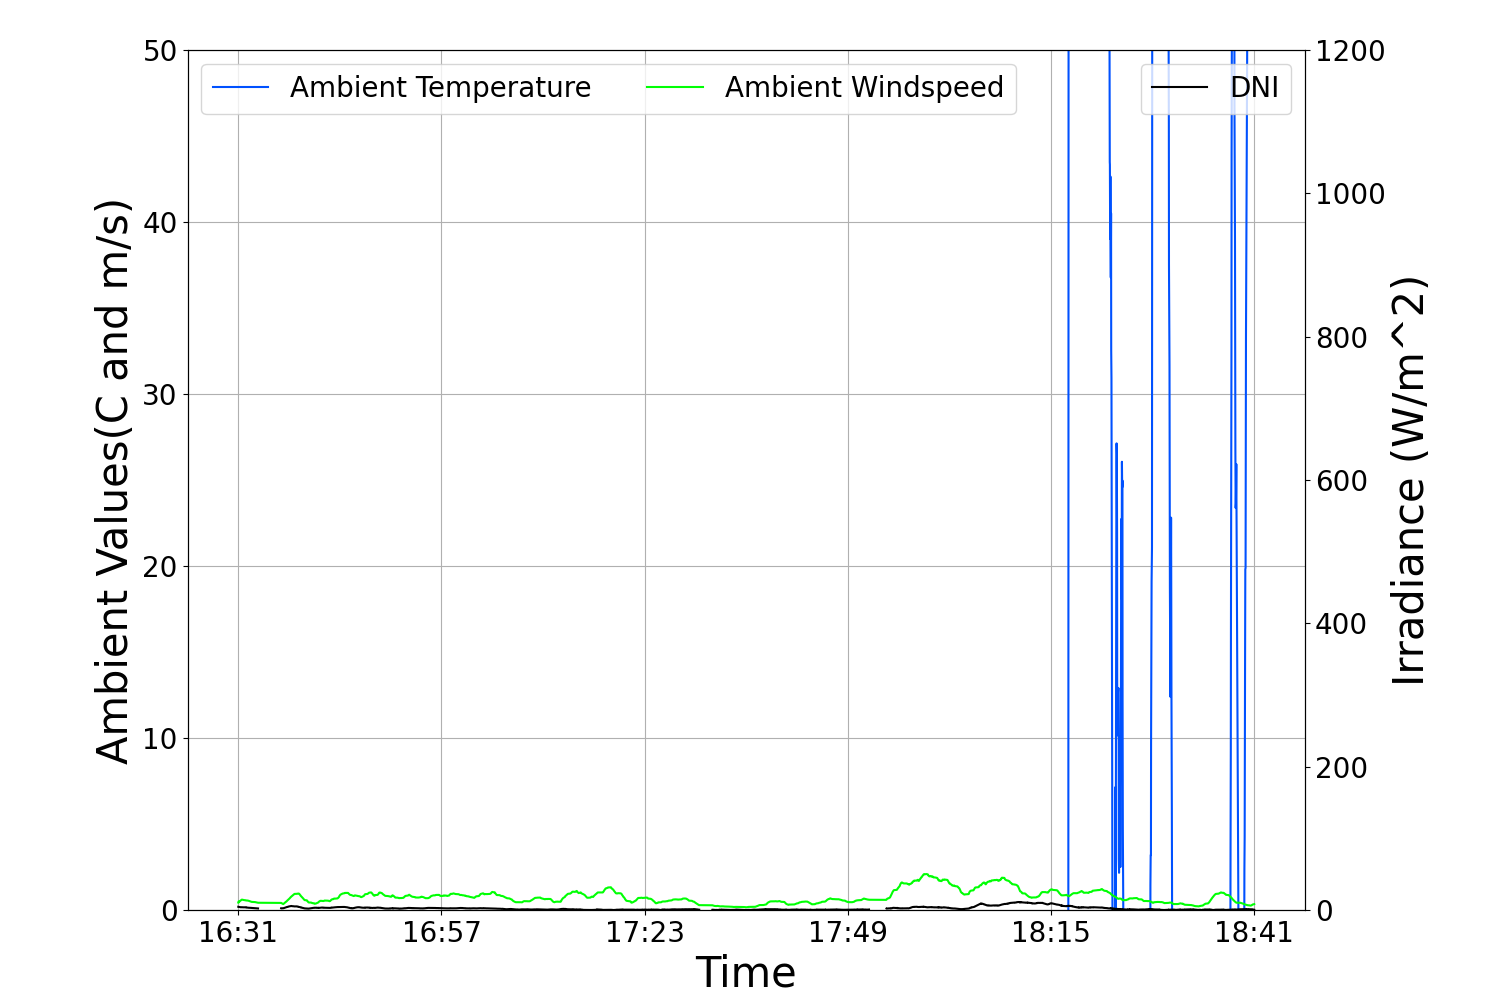 Ambient Temperature
Ambient Windspeed
DNI
Ambient Values(C and m/s)
50
40
30
20
10
0
1200
1000
800
600
400
200
0
Irradiance (W/m^2)
16:31 16:57 17:23 17:49 18:15 18:41
Time